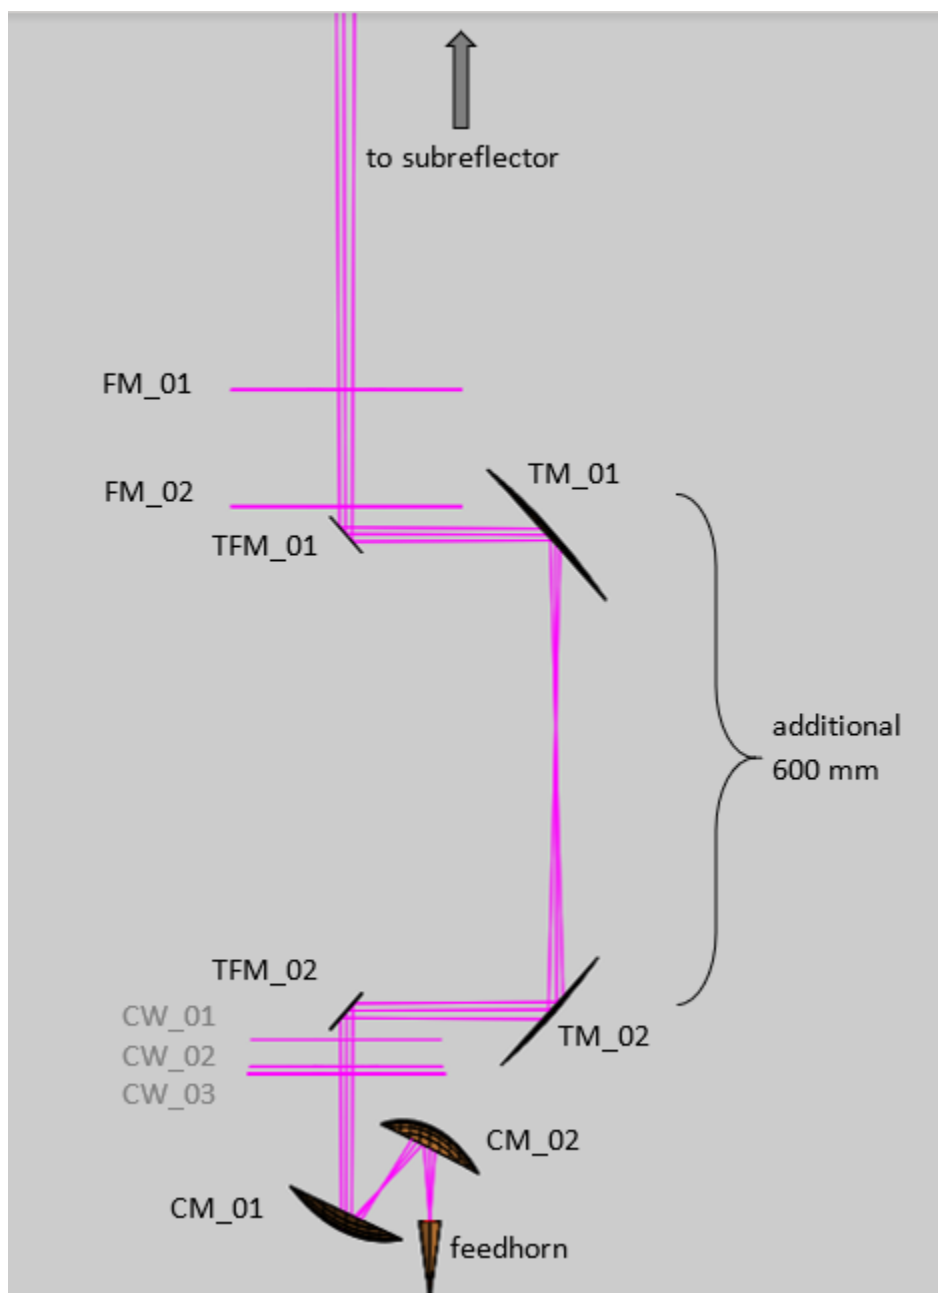 to subreflector
FM_01
TM_01
FM_02
TFM_01
additional
600 mm
TFM_02
CW_01
TM_02
CW_02
CW_03
CM_02
CM_01
feedhorn